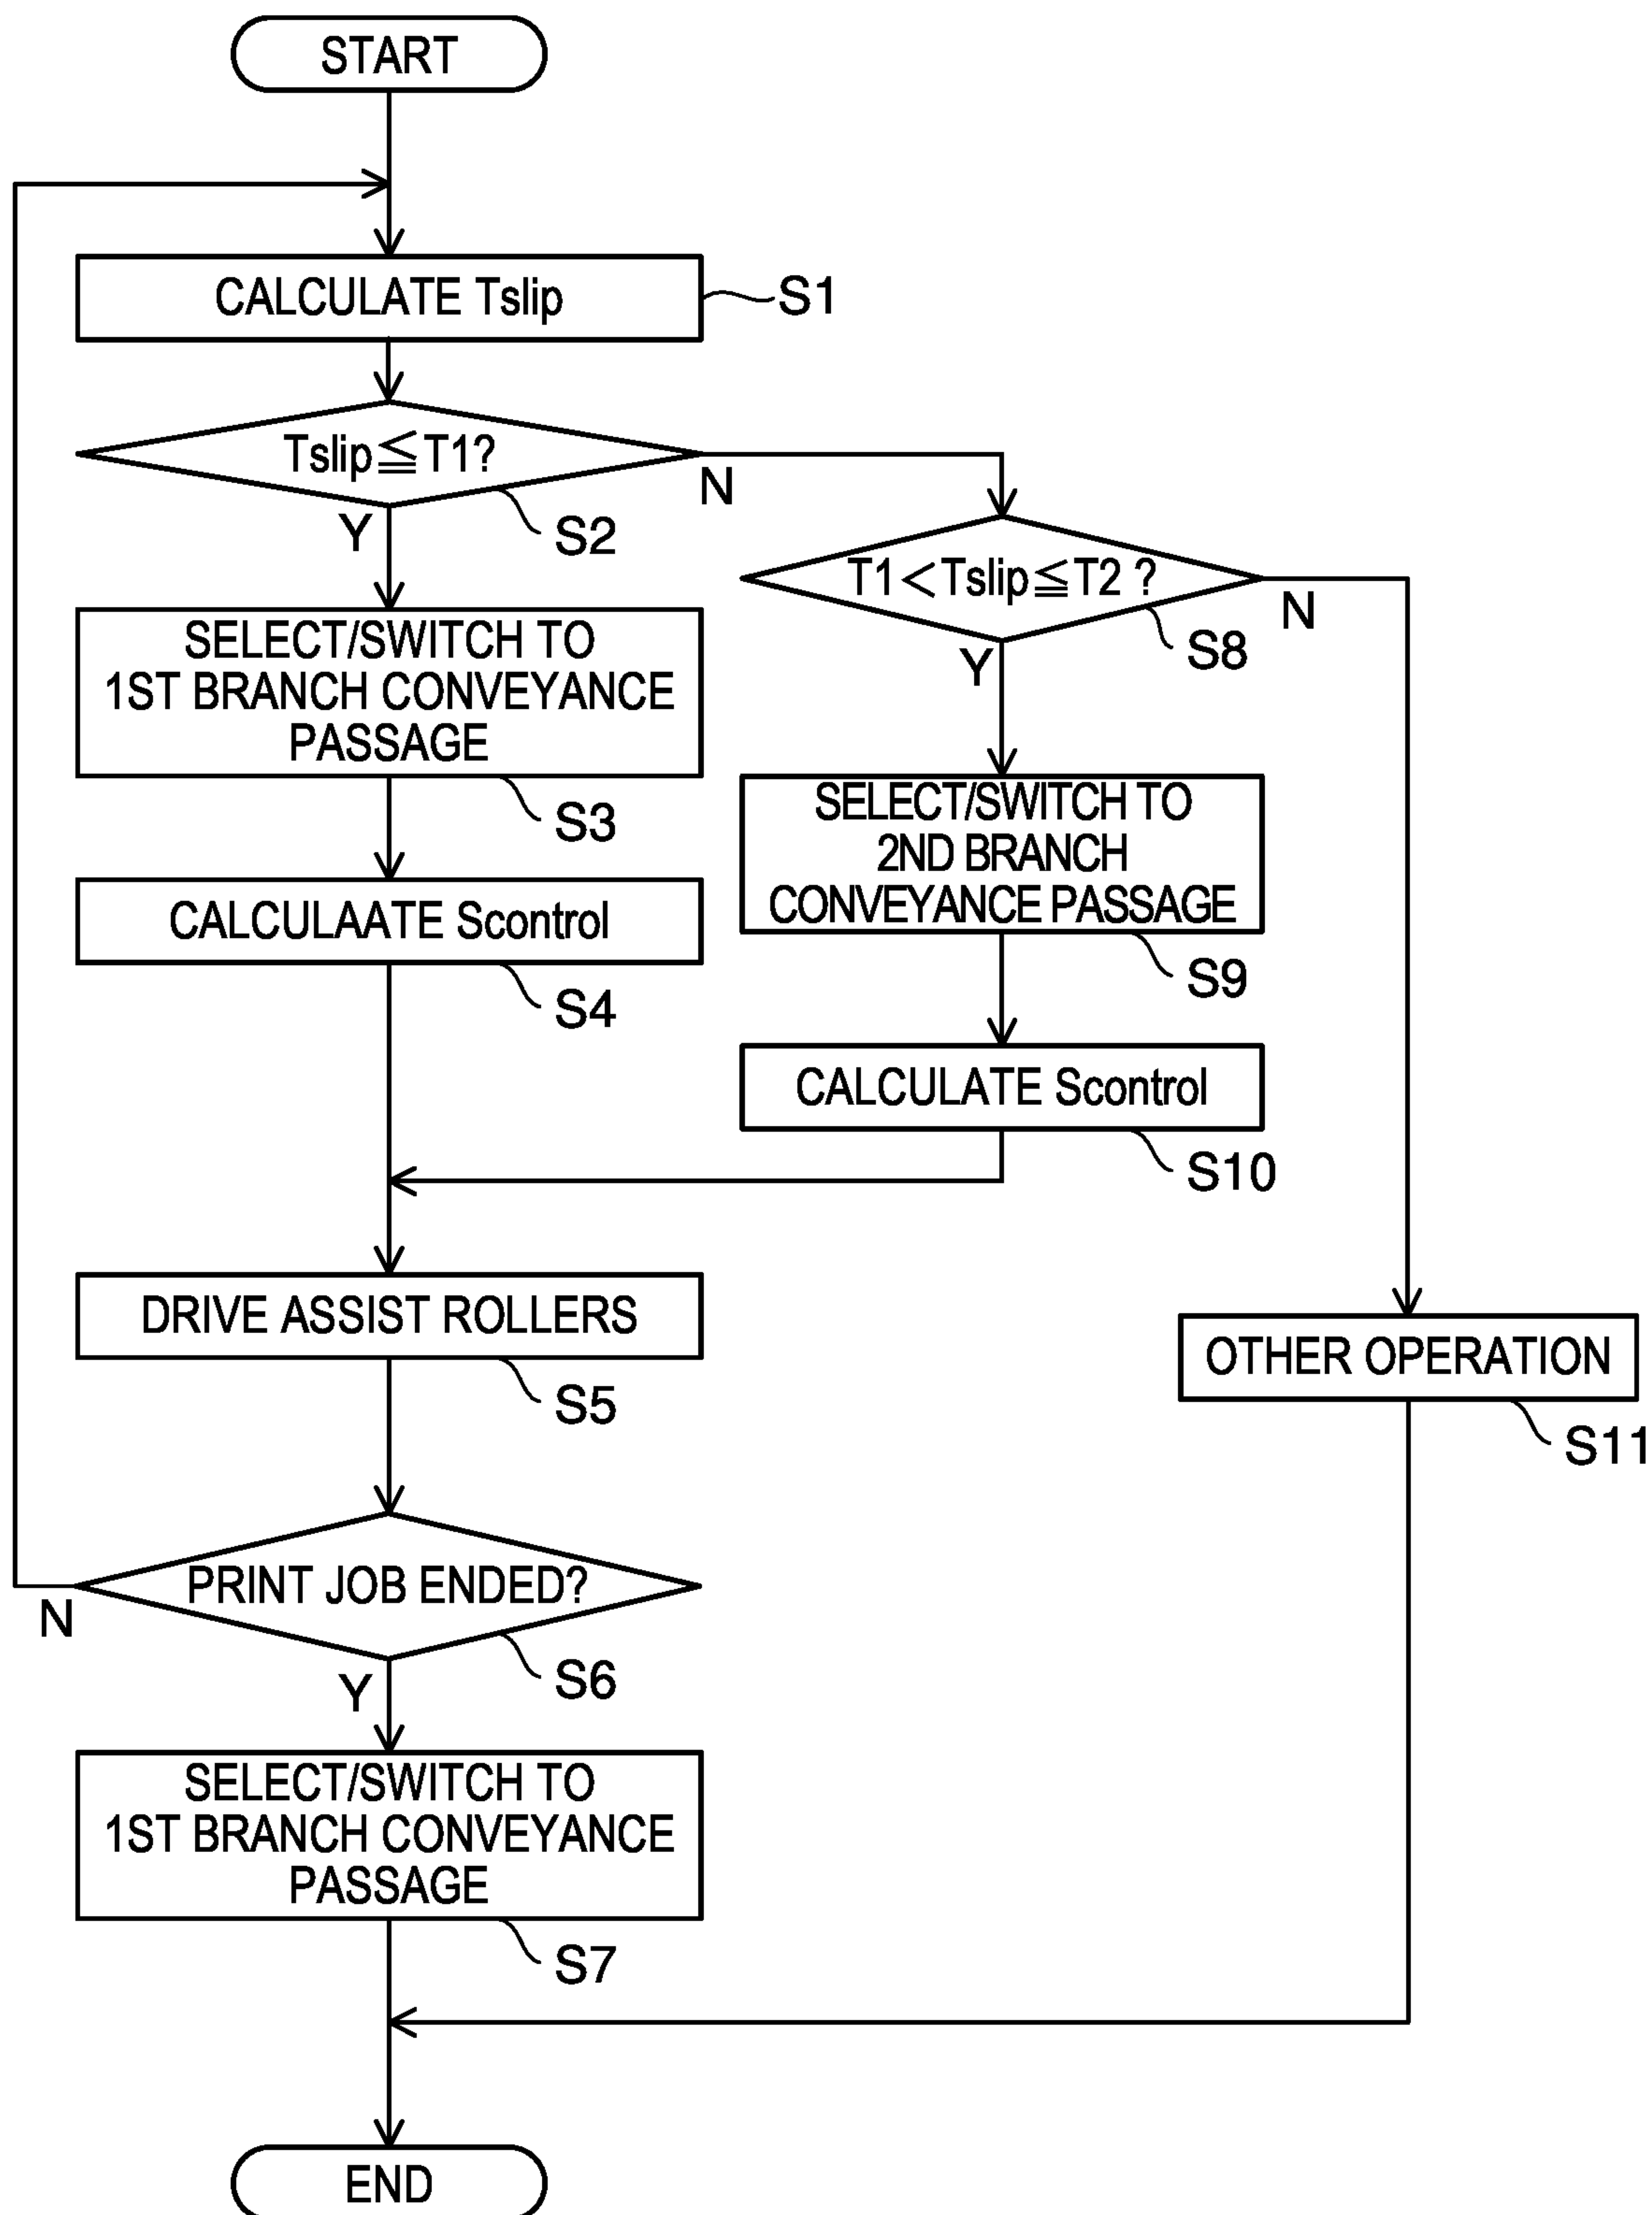 START
CALCULATE Tslip
S1
Tslip≦T1?
N
S2
Y
T1<Tslip≦T2 ?
N
S8
Y
SELECT/SWITCH TO
1ST BRANCH CONVEYANCE
PASSAGE
S3
SELECT/SWITCH TO
2ND BRANCH
CONVEYANCE PASSAGE
S9
CALCULAATE Scontrol
S4
CALCULATE Scontrol
S10
DRIVE ASSIST ROLLERS
S5
OTHER OPERATION
S11
PRINT JOB ENDED?
N
S6
Y
SELECT/SWITCH TO
1ST BRANCH CONVEYANCE
PASSAGE
S7
END